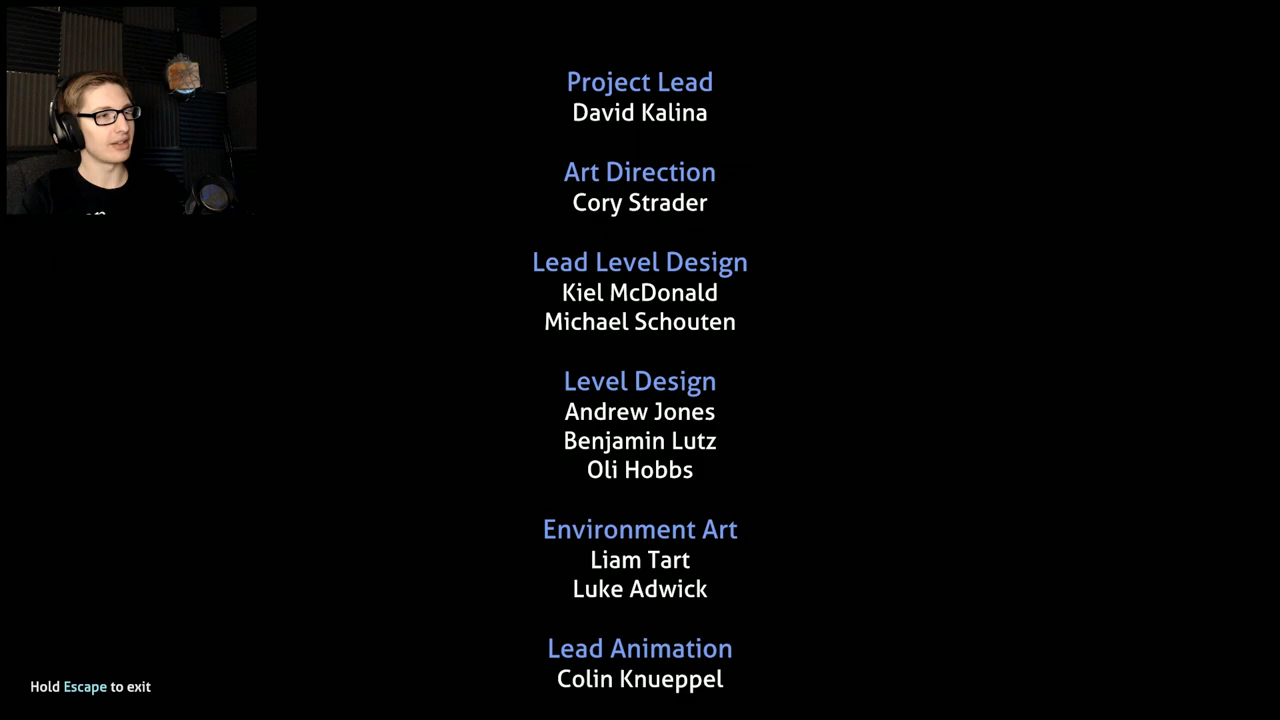 Project Lead
David Kalina
Art Direction
Cory Strader
Lead Level Design
Kiel McDonald
Michael Schouten
Level Design
Andrew Jones
Benjamin Lutz
Oli Hobbs
Environment Art
Liam Tart
Luke Adwick
Lead Animation
Colin Knueppel
Hold Escape to exit